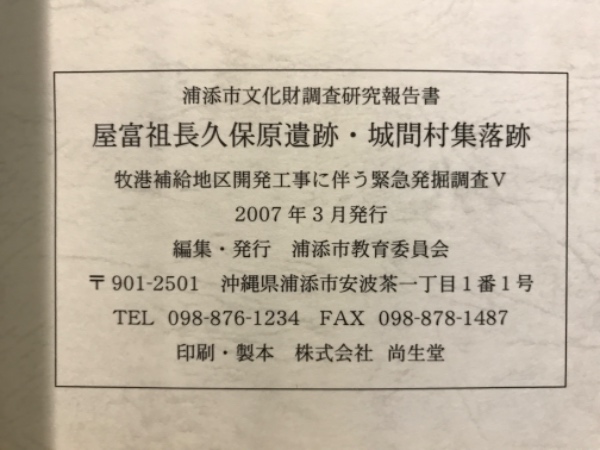 浦添市文化財調査研究報告書
屋富祖長久保原遺跡・城間村集落跡
牧港補給地区開発工事に伴う緊急発掘調査Ⅴ
2007年3月発行
編集・発行　浦添市教育委員会
〒901-2501　沖縄県浦添市安波茶一丁目1番1号
TEL 098-876-1234　FAX 098-878-1487
印刷・製本　株式会社 尚生堂